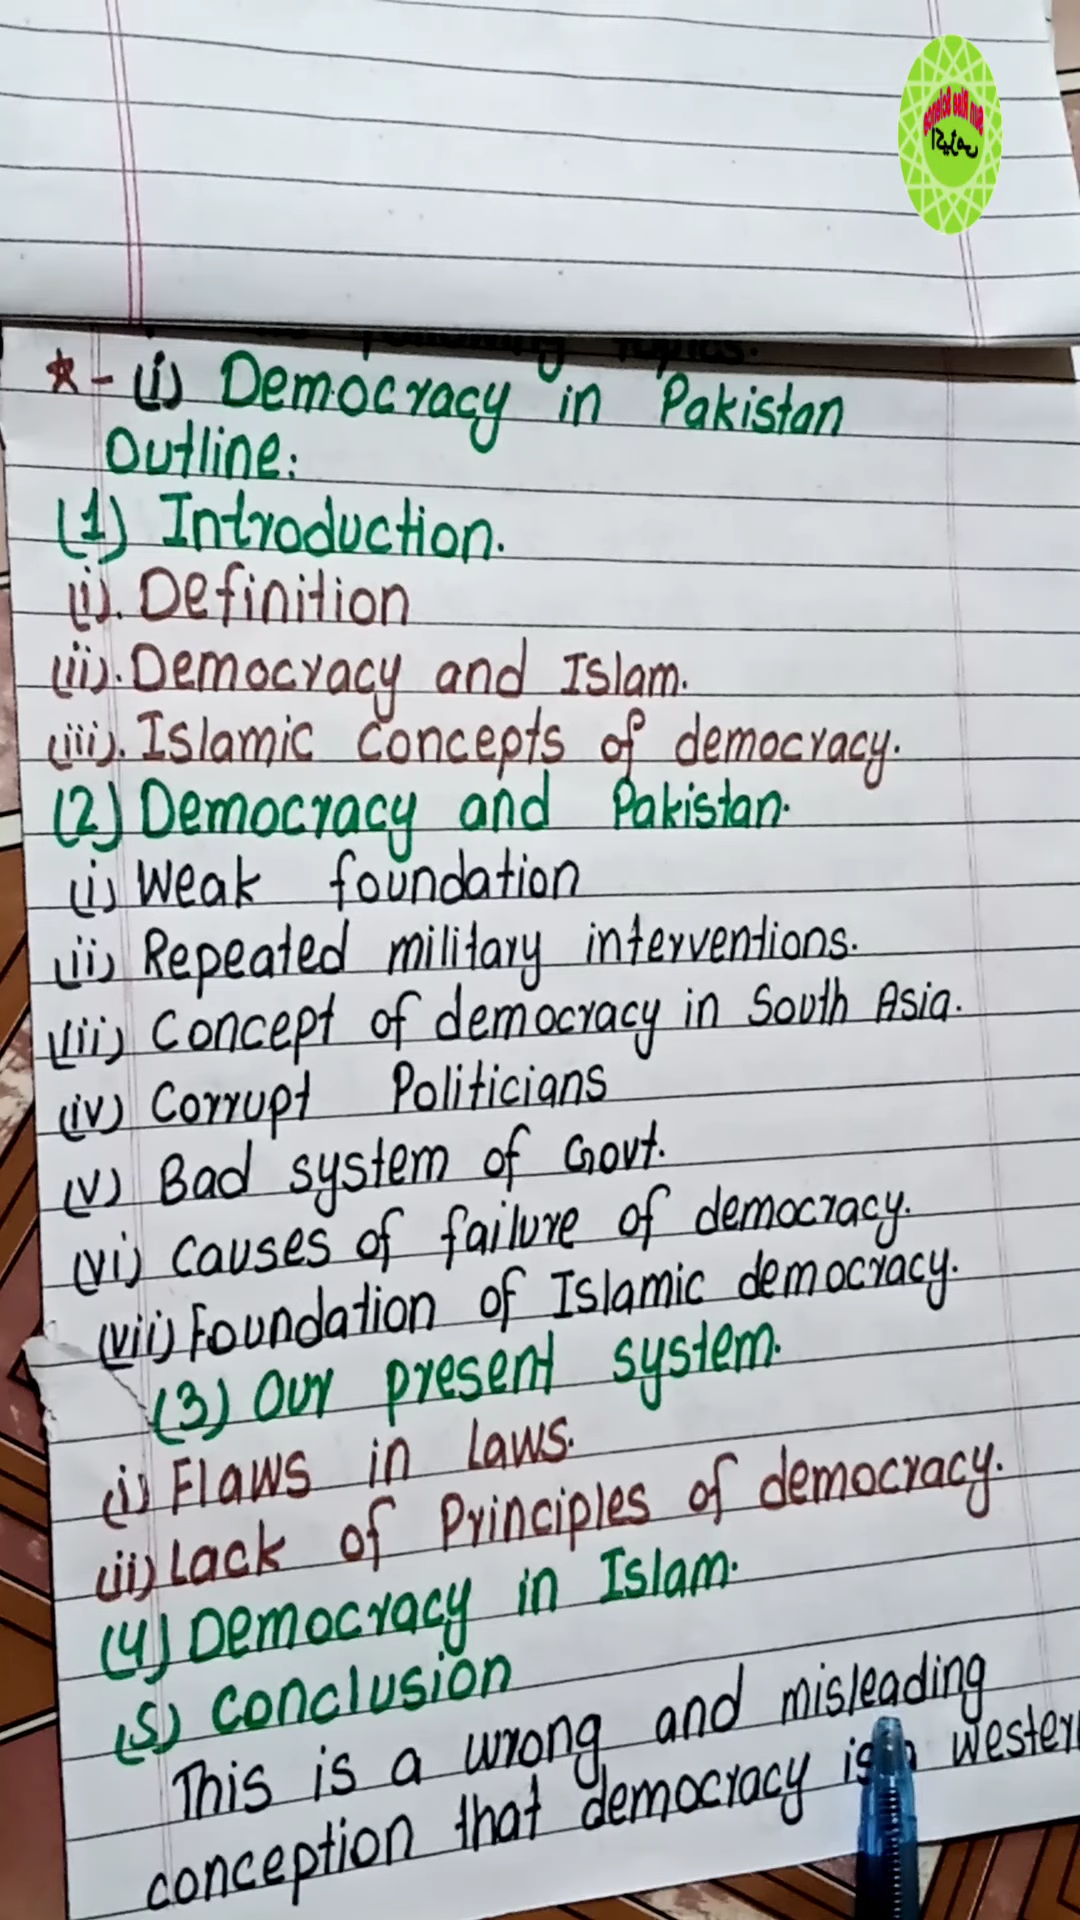 topics.
☆ - (i) Democracy in Pakistan
Outline:
(1) Introduction.
(i). Definition
(ii). Democracy and Islam.
(iii). Islamic concepts of democracy.
(2) Democracy and Pakistan.
(i) Weak foundation
(ii) Repeated military interventions.
(iii) Concept of democracy in South Asia.
(iv) Corrupt Politicians
(v) Bad system of Govt.
(vi) Causes of failure of democracy.
(vii) Foundation of Islamic democracy.
(3) Our present system.
(i) Flaws in Laws.
(ii) Lack of Principles of democracy.
(4) Democracy in Islam.
(5) Conclusion
This is a wrong and misleading
conception that democracy is western